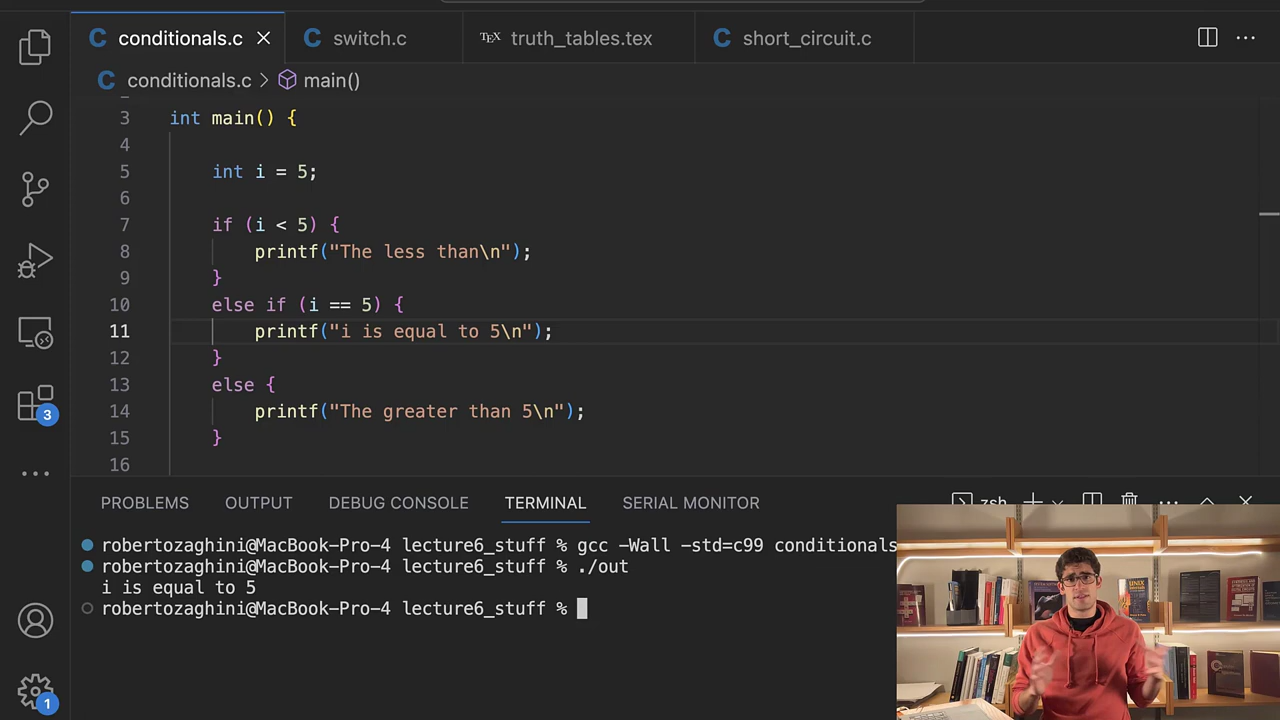 C conditionals.c
C switch.c
TEX truth_tables.tex
C short_circuit.c
C conditionals.c > main()
3 int main() {
4
5 int i = 5;
6
7 if (i < 5) {
8 printf("The less than\n");
9 }
10 else if (i == 5) {
11 printf("i is equal to 5\n");
12 }
13 else {
14 printf("The greater than 5\n");
15 }
16
3
1
PROBLEMS OUTPUT DEBUG CONSOLE TERMINAL SERIAL MONITOR zsh
robertozaghini@MacBook-Pro-4 lecture6_stuff % gcc -Wall -std=c99 conditionals
robertozaghini@MacBook-Pro-4 lecture6_stuff % ./out
i is equal to 5
robertozaghini@MacBook-Pro-4 lecture6_stuff %
UNIX